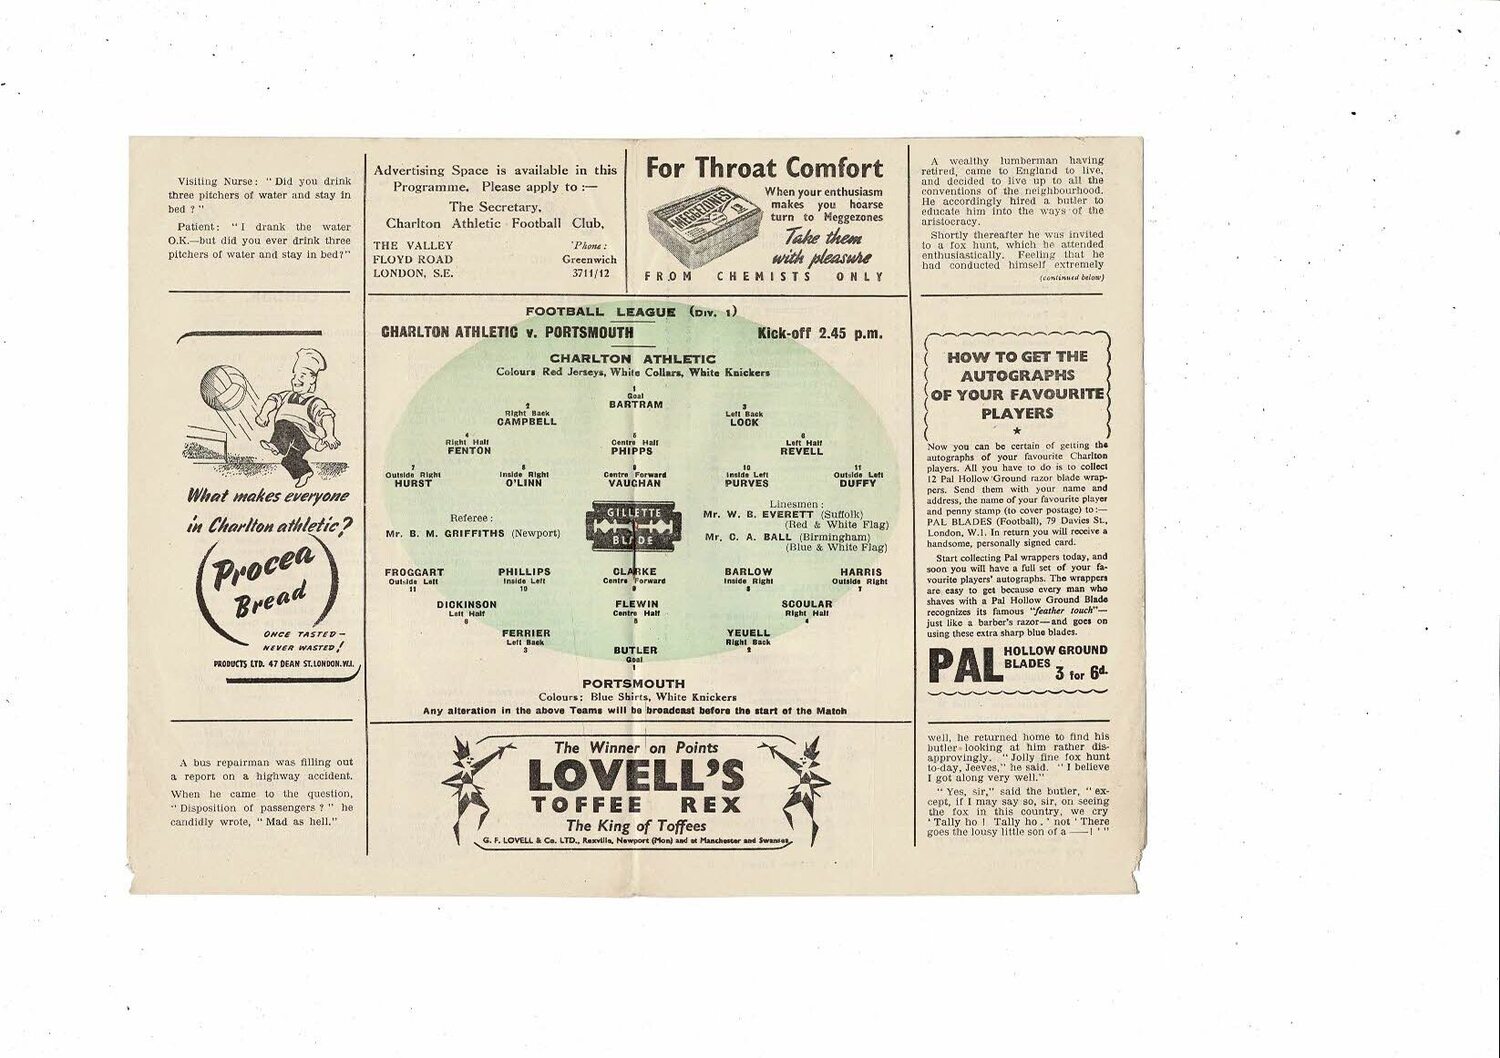 Visiting Nurse: " Did you drink
three pitchers of water and stay in
bed ? "
Patient: " I drank the water
O.K.—but did you ever drink three
pitchers of water and stay in bed?"
What makes everyone
in Charlton athletic?
Procea
Bread
ONCE TASTED –
NEVER WASTED!
PRODUCTS LTD. 47 DEAN ST. LONDON. W.I.
A bus repairman was filling out
a report on a highway accident.
When he came to the question,
" Disposition of passengers ? " he
candidly wrote, " Mad as hell."
Advertising Space is available in this
Programme. Please apply to :—
The Secretary,
Charlton Athletic Football Club,
THE VALLEY 'Phone:
FLOYD ROAD Greenwich
LONDON, S.E. 3711/12
For Throat Comfort
MEGGEZONES
When your enthusiasm
makes you hoarse
turn to Meggezones
Take them
with pleasure
FROM CHEMISTS ONLY
FOOTBALL LEAGUE (Div. 1)
CHARLTON ATHLETIC v. PORTSMOUTH Kick-off 2.45 p.m.
CHARLTON ATHLETIC
Colours Red Jerseys, White Collars, White Knickers
1
Goal
BARTRAM
2 3
Right Back Left Back
CAMPBELL LOCK
4 5 6
Right Half Centre Half Left Half
FENTON PHIPPS REVELL
7 8 9 10 11
Outside Right Inside Right Centre Forward Inside Left Outside Left
HURST O'LINN VAUGHAN PURVES DUFFY
GILLETTE
BLADE
Referee :
Mr. B. M. GRIFFITHS (Newport)
Linesmen :
Mr. W. B. EVERETT (Suffolk)
(Red & White Flag)
Mr. C. A. BALL (Birmingham)
(Blue & White Flag)
FROGGART PHILLIPS CLARKE BARLOW HARRIS
Outside Left Inside Left Centre Forward Inside Right Outside Right
11 10 9 8 7
DICKINSON FLEWIN SCOULAR
Left Half Centre Half Right Half
6 5 4
FERRIER YEUELL
Left Back Right Back
3 2
BUTLER
Goal
1
PORTSMOUTH
Colours: Blue Shirts, White Knickers
Any alteration in the above Teams will be broadcast before the start of the Match
The Winner on Points
LOVELL'S
TOFFEE REX
The King of Toffees
G. F. LOVELL & Co. LTD., Rexville, Newport (Mon) and at Manchester and Swansea
A wealthy lumberman having
retired, came to England to live,
and decided to live up to all the
conventions of the neighbourhood.
He accordingly hired a butler to
educate him into the ways of the
aristocracy.
Shortly thereafter he was invited
to a fox hunt, which he attended
enthusiastically. Feeling that he
had conducted himself extremely
(continued below)
HOW TO GET THE
AUTOGRAPHS
OF YOUR FAVOURITE
PLAYERS
Now you can be certain of getting the
autographs of your favourite Charlton
players. All you have to do is to collect
12 Pal Hollow Ground razor blade wrap-
pers. Send them with your name and
address, the name of your favourite player
and penny stamp (to cover postage) to:—
PAL BLADES (Football), 79 Davies St.,
London, W.1. In return you will receive a
handsome, personally signed card.
Start collecting Pal wrappers today, and
soon you will have a full set of your fa-
vourite players' autographs. The wrappers
are easy to get because every man who
shaves with a Pal Hollow Ground Blade
recognizes its famous "feather touch"—
just like a barber's razor—and goes on
using these extra sharp blue blades.
PAL HOLLOW GROUND
BLADES 3 for 6d.
well, he returned home to find his
butler looking at him rather dis-
approvingly. " Jolly fine fox hunt
to-day, Jeeves," he said. " I believe
I got along very well."
" Yes, sir," said the butler, " ex-
cept, if I may say so, sir, on seeing
the fox in this country, we cry
' Tally ho ! Tally ho . ' not ' There
goes the lousy little son of a ——! ' "